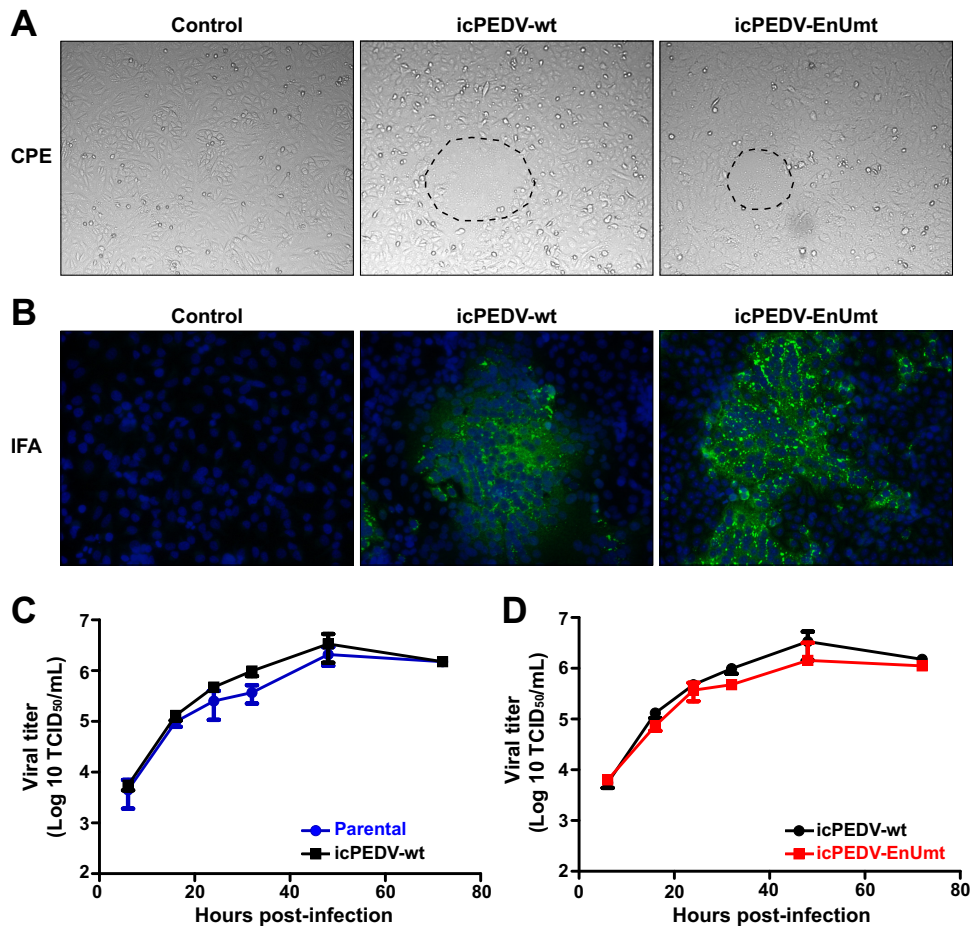 A
Control
icPEDV-wt
icPEDV-EnUmt
CPE
B
Control
icPEDV-wt
icPEDV-EnUmt
IFA
C
Viral titer
(Log 10 TCID₅₀/mL)
7
6
5
4
3
2
0
20
40
60
80
Hours post-infection
Parental
icPEDV-wt
D
Viral titer
(Log 10 TCID₅₀/mL)
7
6
5
4
3
2
0
20
40
60
80
Hours post-infection
icPEDV-wt
icPEDV-EnUmt